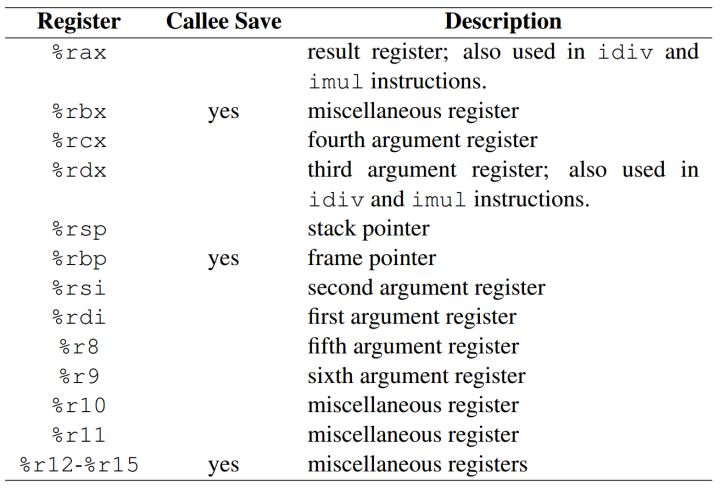 Register Callee Save Description
%rax result register; also used in idiv and
imul instructions.
%rbx yes miscellaneous register
%rcx fourth argument register
%rdx third argument register; also used in
idiv and imul instructions.
%rsp stack pointer
%rbp yes frame pointer
%rsi second argument register
%rdi first argument register
%r8 fifth argument register
%r9 sixth argument register
%r10 miscellaneous register
%r11 miscellaneous register
%r12-%r15 yes miscellaneous registers